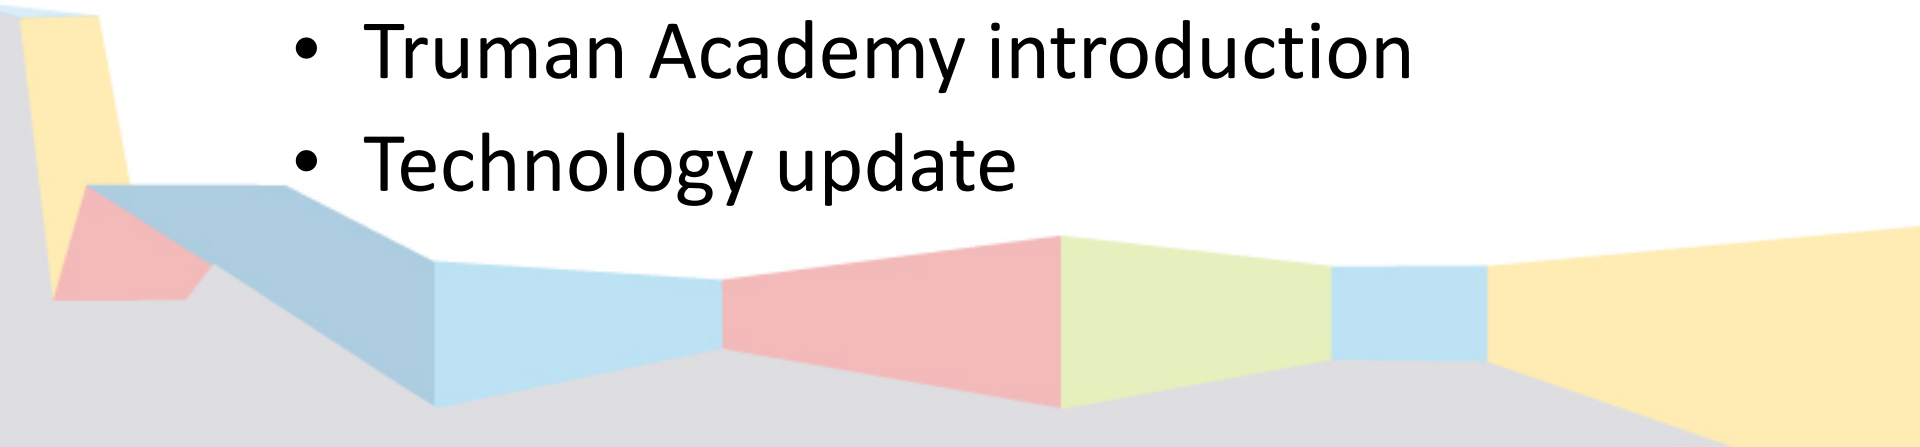 • Truman Academy introduction
• Technology update